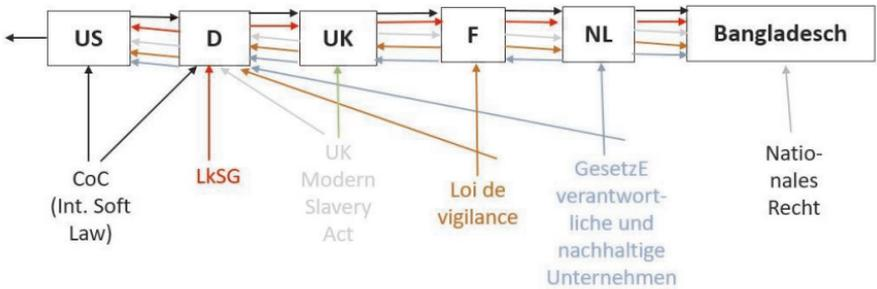 US
D
UK
F
NL
Bangladesch
CoC
(Int. Soft
Law)
LkSG
UK
Modern
Slavery
Act
Loi de
vigilance
GesetzE
verantwort-
liche und
nachhaltige
Unternehmen
Natio-
nales
Recht